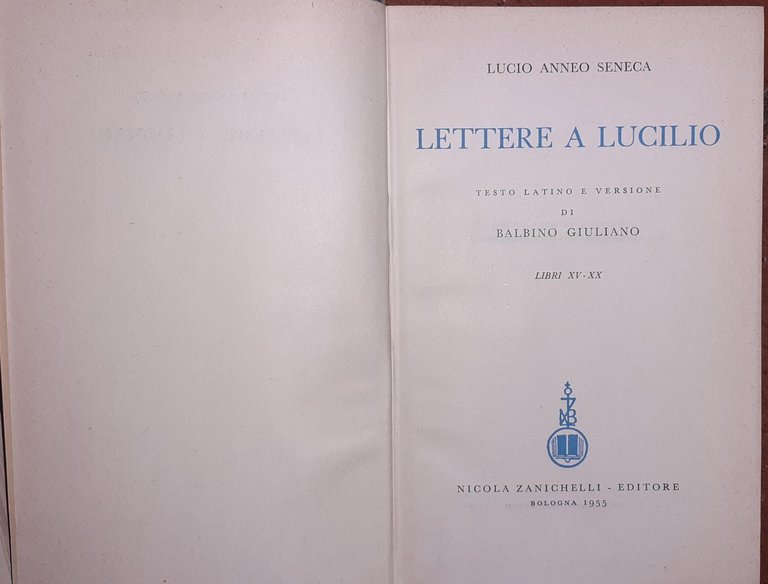 LUCIO ANNEO SENECA
LETTERE A LUCILIO
TESTO LATINO E VERSIONE
DI
BALBINO GIULIANO
LIBRI XV-XX
NICOLA ZANICHELLI - EDITORE
BOLOGNA 1955